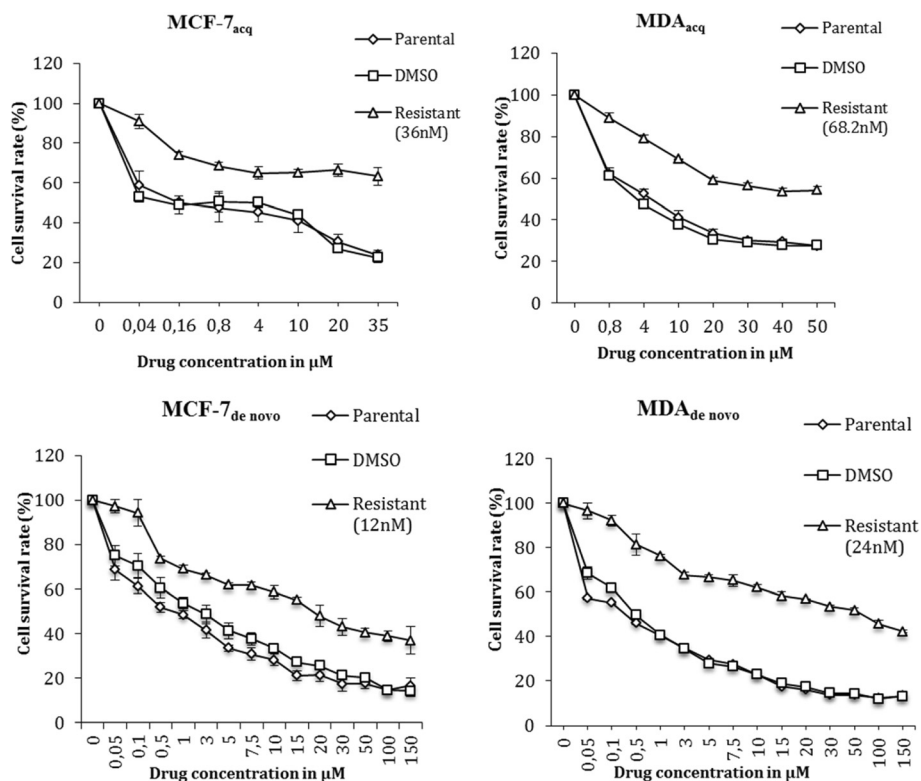 MCF-7acq
Parental
DMSO
Resistant
(36nM)
Cell survival rate (%)
120
100
80
60
40
20
0
0 0,04 0,16 0,8 4 10 20 35
Drug concentration in µM
MDAacq
Parental
DMSO
Resistant
(68.2nM)
Cell survival rate (%)
120
100
80
60
40
20
0
0 0,8 4 10 20 30 40 50
Drug concentration in µM
MCF-7de novo
Parental
DMSO
Resistant
(12nM)
Cell survival rate (%)
120
100
80
60
40
20
0
0 0,05 0,1 0,5 1 3 5 7,5 10 15 20 30 50 100 150
Drug concentration in µM
MDAde novo
Parental
DMSO
Resistant
(24nM)
Cell survival rate (%)
120
100
80
60
40
20
0
0 0,05 0,1 0,5 1 3 5 7,5 10 15 20 30 50 100 150
Drug concentration in µM